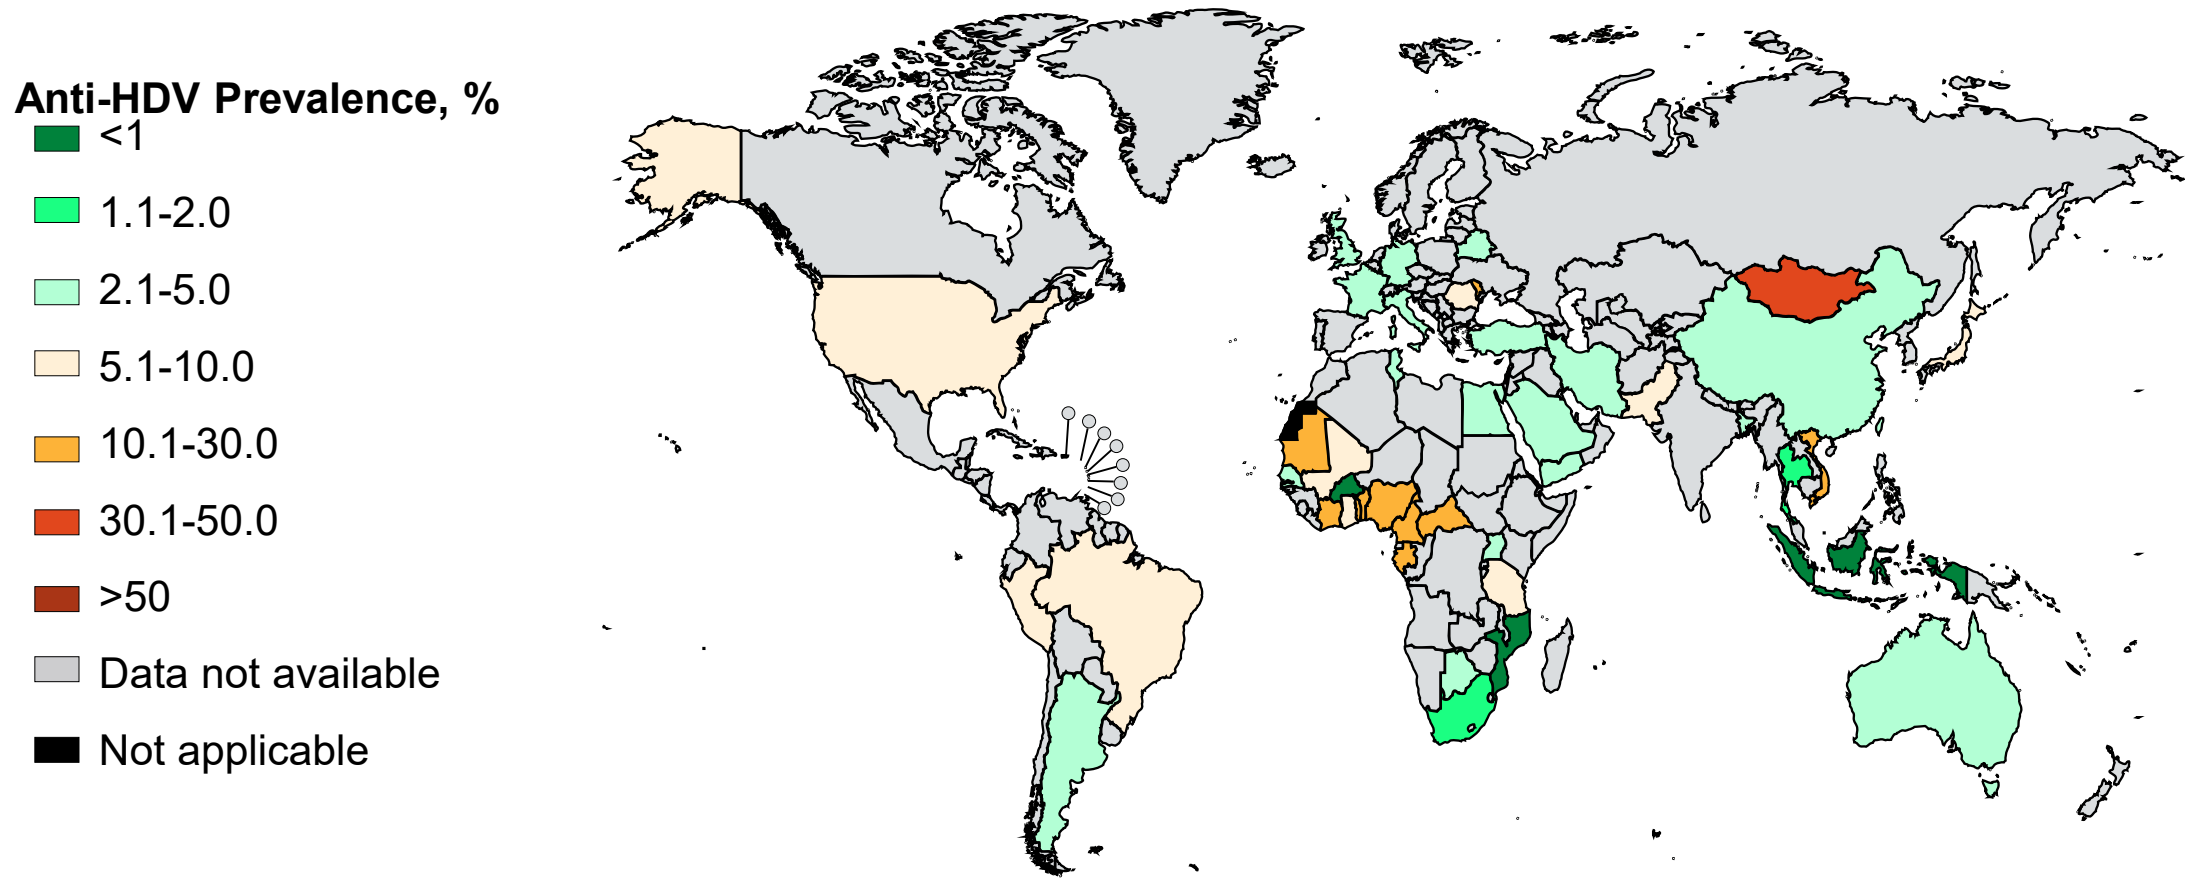 Anti-HDV Prevalence, %
<1
1.1-2.0
2.1-5.0
5.1-10.0
10.1-30.0
30.1-50.0
>50
Data not available
Not applicable